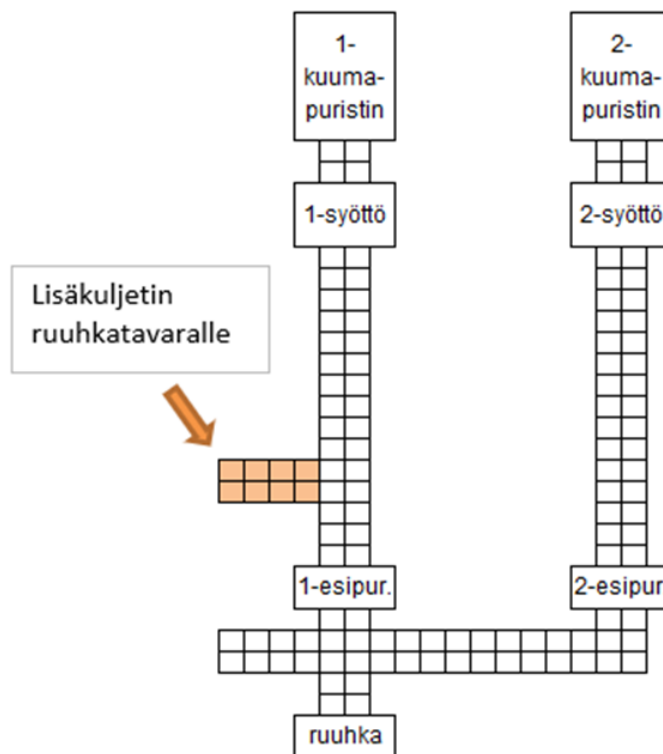 1-
kuuma-
puristin
2-
kuuma-
puristin
1-syöttö
2-syöttö
Lisäkuljetin
ruuhkatavaralle
1-esipur.
2-esipur
ruuhka